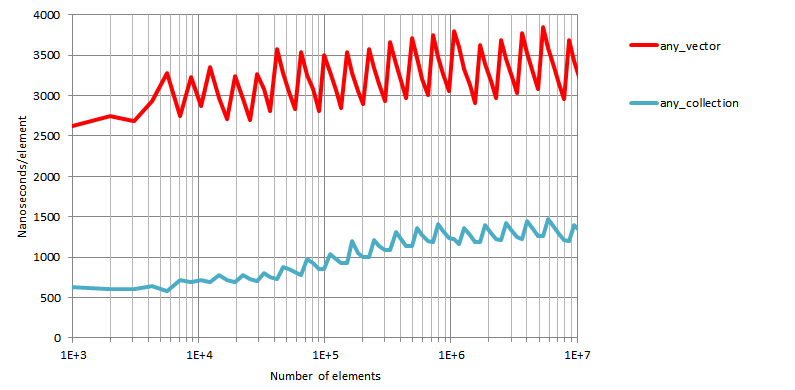 4000
3500
3000
2500
2000
1500
1000
500
0
Nanoseconds/element
1E+3
1E+4
1E+5
1E+6
1E+7
Number of elements
any_vector
any_collection